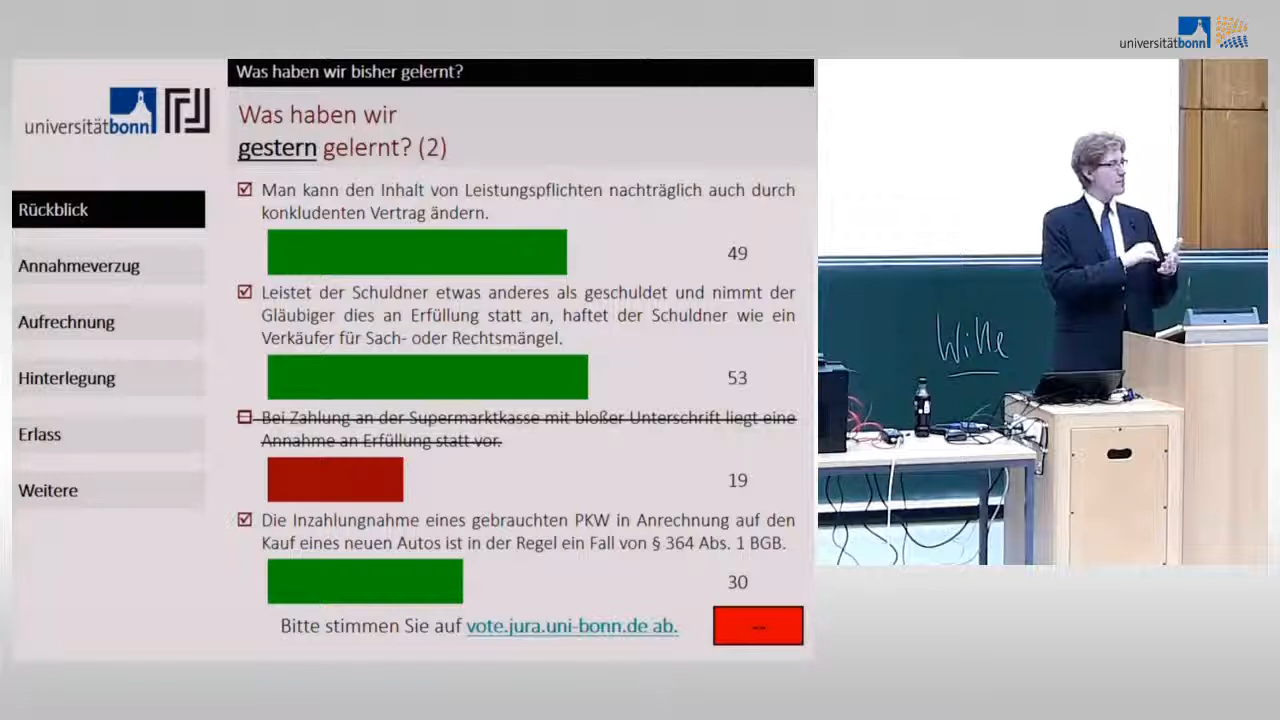 universitätbonn
Was haben wir bisher gelernt?
universitätbonn
Was haben wir
gestern gelernt? (2)
Rückblick
Annahmeverzug
Aufrechnung
Hinterlegung
Erlass
Weitere
Man kann den Inhalt von Leistungspflichten nachträglich auch durch
konkludenten Vertrag ändern.
49
Leistet der Schuldner etwas anderes als geschuldet und nimmt der
Gläubiger dies an Erfüllung statt an, haftet der Schuldner wie ein
Verkäufer für Sach- oder Rechtsmängel.
53
Bei Zahlung an der Supermarktkasse mit bloßer Unterschrift liegt eine
Annahme an Erfüllung statt vor.
19
Die Inzahlungnahme eines gebrauchten PKW in Anrechnung auf den
Kauf eines neuen Autos ist in der Regel ein Fall von § 364 Abs. 1 BGB.
30
Bitte stimmen Sie auf vote.jura.uni-bonn.de ab.
--
Wille